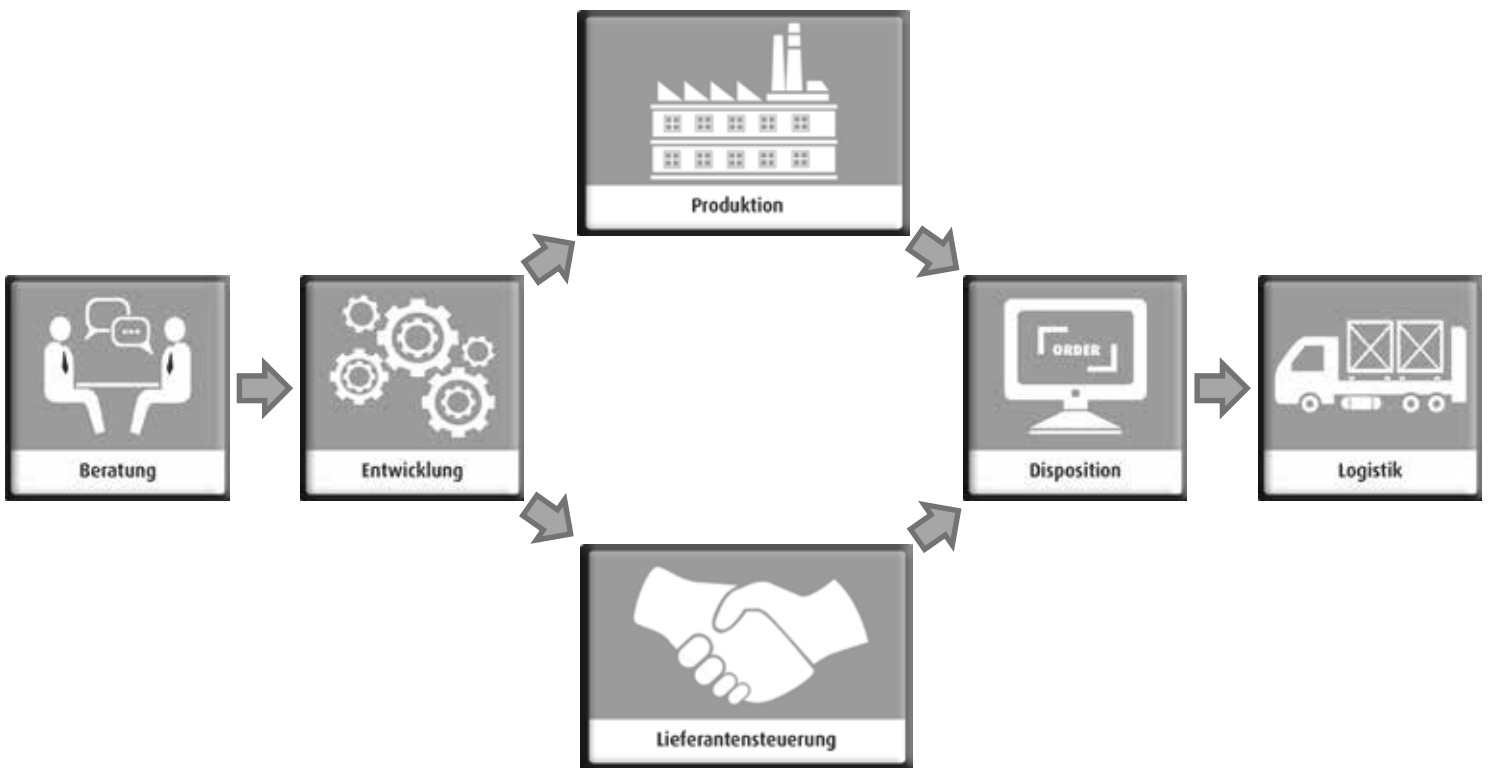 Produktion
Beratung
Entwicklung
ORDER
Disposition
Logistik
Lieferantensteuerung